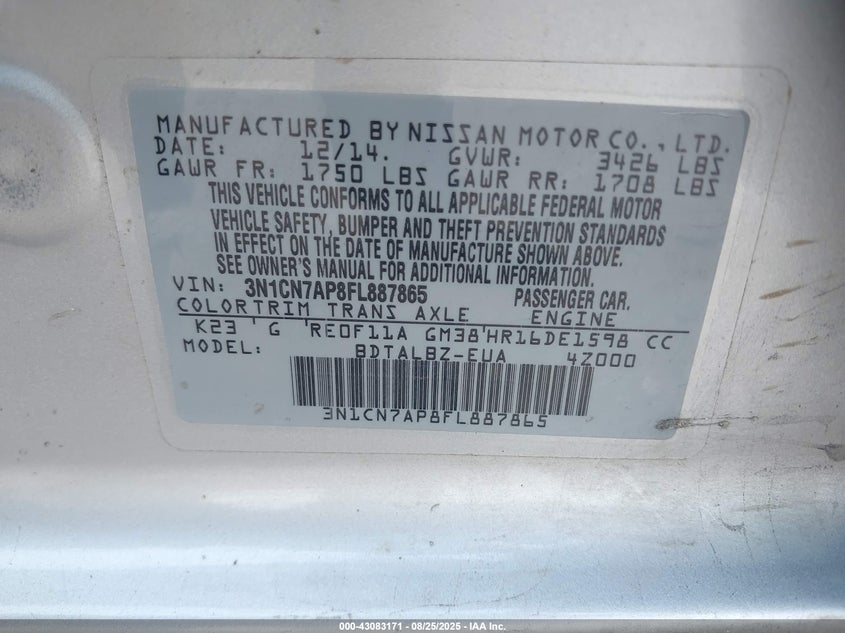 MANUFACTURED BY NISSAN MOTOR CO., LTD.
DATE: 12/14. GVWR: 3426 LBS
GAWR FR: 1750 LBS GAWR RR: 1708 LBS
THIS VEHICLE CONFORMS TO ALL APPLICABLE FEDERAL MOTOR
VEHICLE SAFETY, BUMPER AND THEFT PREVENTION STANDARDS
IN EFFECT ON THE DATE OF MANUFACTURE SHOWN ABOVE.
SEE OWNER'S MANUAL FOR ADDITIONAL INFORMATION.
VIN: 3N1CN7AP8FL887865 PASSENGER CAR.
COLORTRIM TRANS AXLE ENGINE
K23 G RE0F11A GM38 HR16DE1598 CC
MODEL: BDTALBZ-EUA 4Z000
3N1CN7AP8FL887865
000-43083171 - 08/25/2025 - IAA Inc.